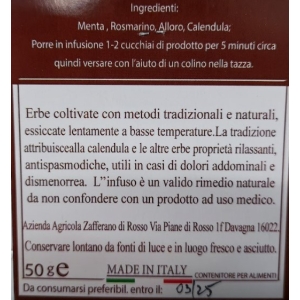 Ingredienti:
Menta , Rosmarino, Alloro, Calendula;
Porre in infusione 1-2 cucchiai di prodotto per 5 minuti circa
quindi versare con l'aiuto di un colino nella tazza.
Erbe coltivate con metodi tradizionali e naturali,
essiccate lentamente a basse temperature.La tradizione
attribuiscealla calendula e le altre erbe proprietà rilassanti,
antispasmodiche, utili in casi di dolori addominali e
dismenorrea. L''infuso è un valido rimedio naturale
da non confondere con un prodotto ad uso medico.
Azienda Agricola Zafferano di Rosso Via Piane di Rosso 1f Davagna 16022.
Conservare lontano da fonti di luce e in luogo fresco e asciutto.
50 g e MADE IN ITALY CONTENITORE PER ALIMENTI
Da consumarsi preferibil. entro il: 03/25